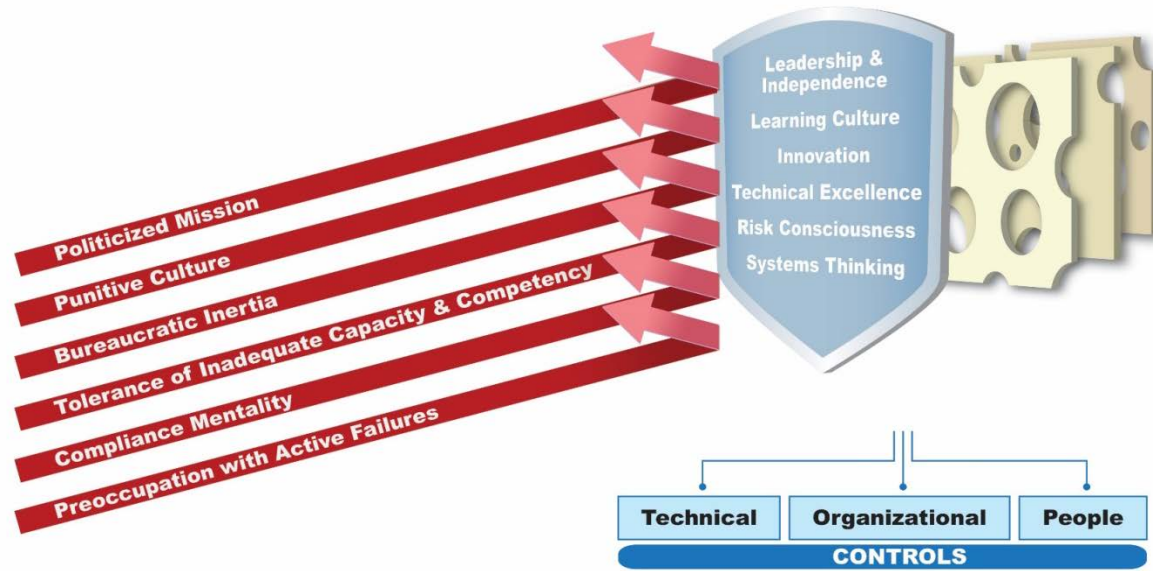 Politicized Mission
Punitive Culture
Bureaucratic Inertia
Tolerance of Inadequate Capacity & Competency
Compliance Mentality
Preoccupation with Active Failures
Leadership &
Independence
Learning Culture
Innovation
Technical Excellence
Risk Consciousness
Systems Thinking
Technical
Organizational
People
CONTROLS